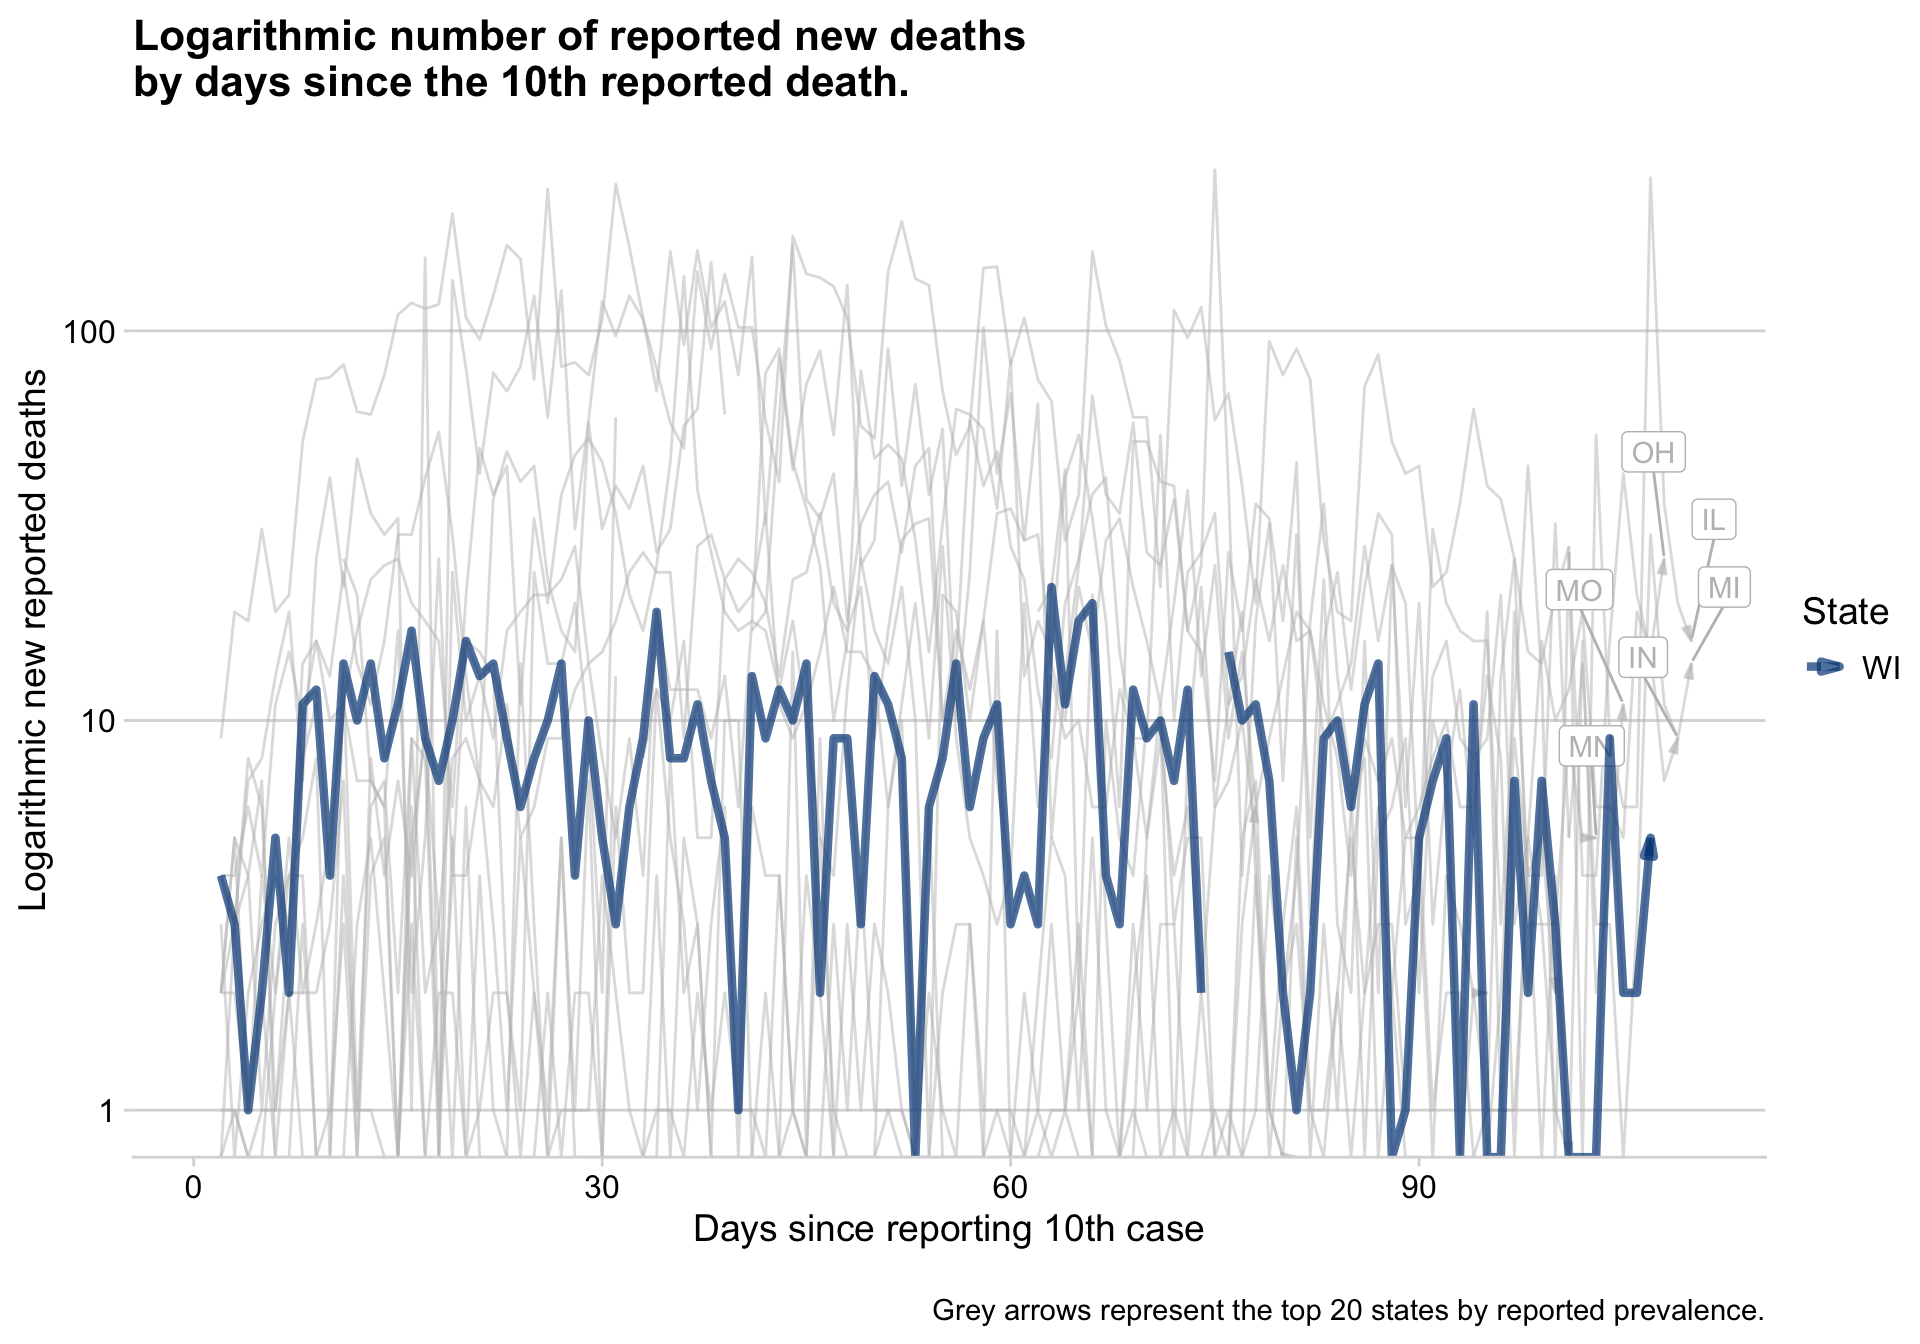 Logarithmic number of reported new deaths
by days since the 10th reported death.
Logarithmic new reported deaths
100
10
1
0
30
60
90
Days since reporting 10th case
OH
IL
MO
MI
IN
MN
State
WI
Grey arrows represent the top 20 states by reported prevalence.